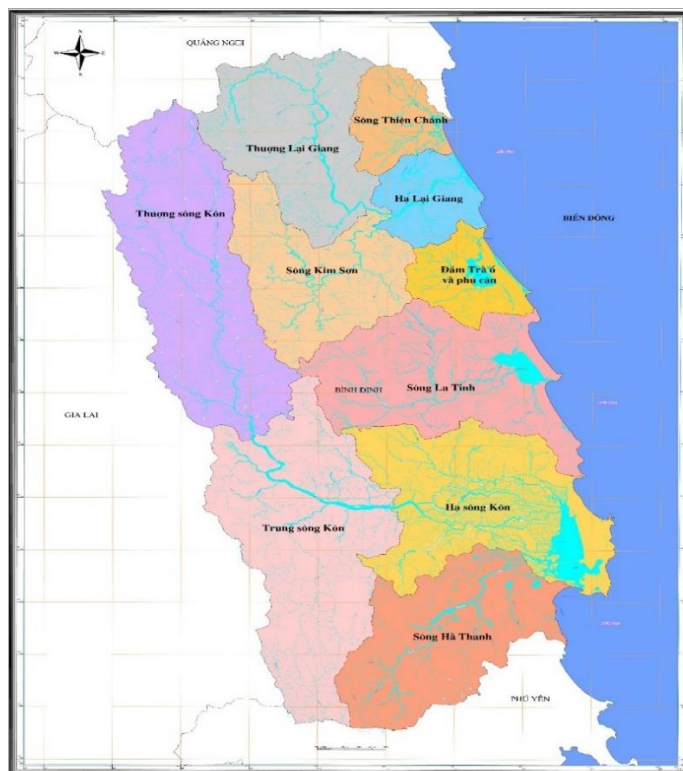 QUẢNG NGÃI
N
W
E
S
Sông Thiện Chánh
Thượng Lại Giang
Hạ Lại Giang
Thượng sông Kôn
BIỂN ĐÔNG
Sông Kim Sơn
Đầm Trà ổ
và phụ cận
BÌNH ĐỊNH
Sông La Tinh
GIA LAI
Hạ sông Kôn
Trung sông Kôn
Sông Hà Thanh
PHÚ YÊN